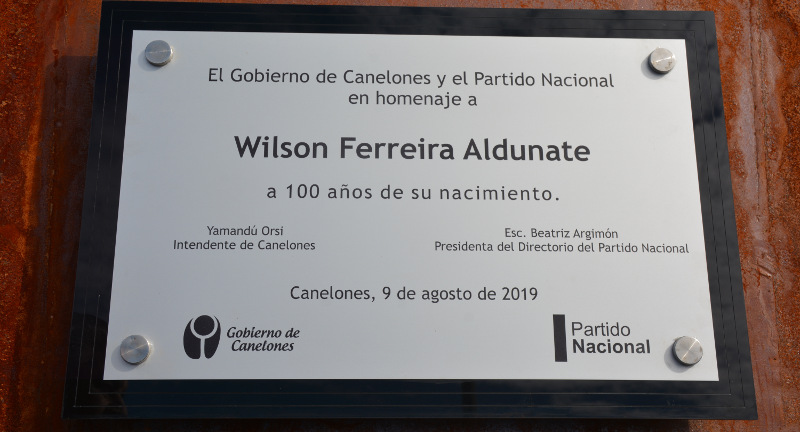 El Gobierno de Canelones y el Partido Nacional
en homenaje a
Wilson Ferreira Aldunate
a 100 años de su nacimiento.
Yamandú Orsi
Intendente de Canelones
Esc. Beatriz Argimón
Presidenta del Directorio del Partido Nacional
Canelones, 9 de agosto de 2019
Gobierno de
Canelones
Partido
Nacional